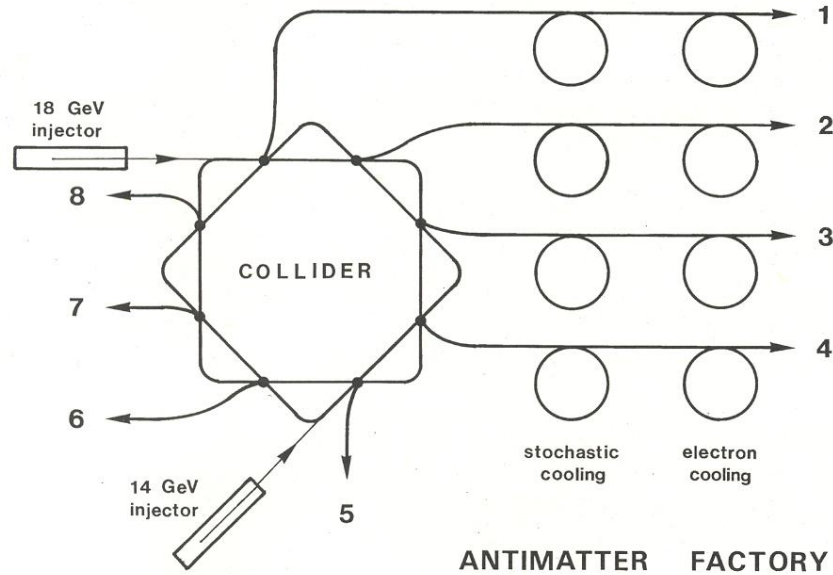 1
18 GeV
injector
2
8
3
COLLIDER
7
4
6
stochastic
cooling
electron
cooling
14 GeV
injector
5
ANTIMATTER FACTORY